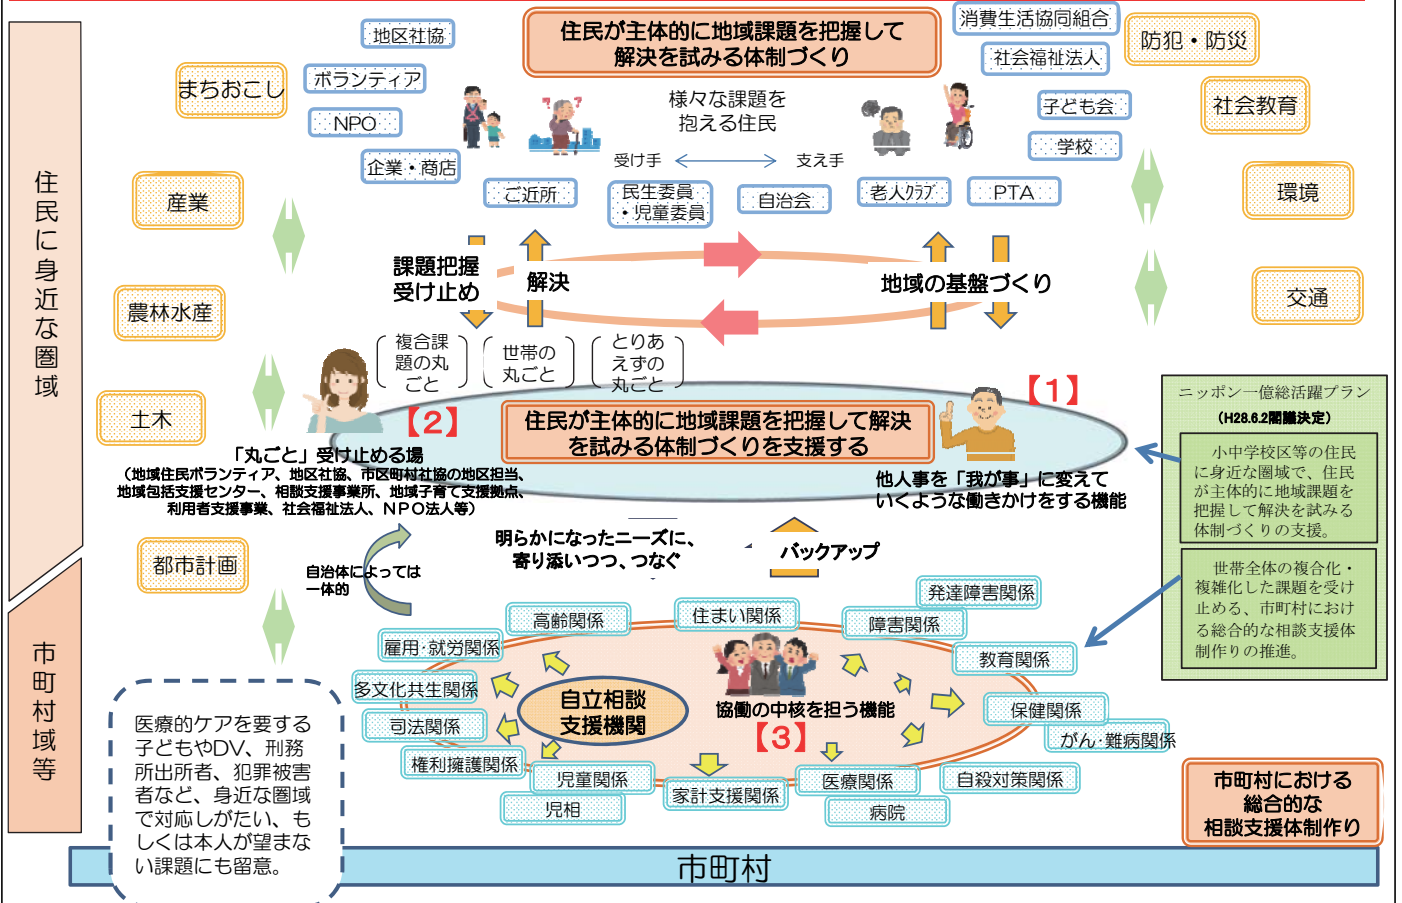 住民が主体的に地域課題を把握して
解決を試みる体制づくり
地区社協
ボランティア
NPO
企業・商店
ご近所
民生委員
・児童委員
自治会
老人クラブ
PTA
消費生活協同組合
社会福祉法人
子ども会
学校
まちおこし
産業
農林水産
土木
都市計画
防犯・防災
社会教育
環境
交通
様々な課題を
抱える住民
受け手
支え手
住民に身近な圏域
課題把握
受け止め
解決
地域の基盤づくり
複合課
題の丸
ごと
世帯の
丸ごと
とりあ
えずの
丸ごと
【1】
【2】
住民が主体的に地域課題を把握して解決
を試みる体制づくりを支援する
「丸ごと」受け止める場
（地域住民ボランティア、地区社協、市区町村社協の地区担当、
地域包括支援センター、相談支援事業所、地域子育て支援拠点、
利用者支援事業、社会福祉法人、NPO法人等）
他人事を「我が事」に変えて
いくような働きかけをする機能
ニッポン一億総活躍プラン
（H28.6.2閣議決定）
小中学校区等の住民
に身近な圏域で、住民
が主体的に地域課題を
把握して解決を試みる
体制づくりの支援。
世帯全体の複合化・
複雑化した課題を受け
止める、市町村におけ
る総合的な相談支援体
制作りの推進。
明らかになったニーズに、
寄り添いつつ、つなぐ
バックアップ
自治体によっては
一体的
市町村域等
高齢関係
住まい関係
発達障害関係
障害関係
雇用・就労関係
教育関係
多文化共生関係
保健関係
司法関係
がん・難病関係
権利擁護関係
児童関係
児相
家計支援関係
医療関係
病院
自殺対策関係
自立相談
支援機関
協働の中核を担う機能
【3】
医療的ケアを要する
子どもやDV、刑務
所出所者、犯罪被害
者など、身近な圏域
で対応しがたい、も
しくは本人が望まな
い課題にも留意。
市町村における
総合的な
相談支援体制作り
市町村